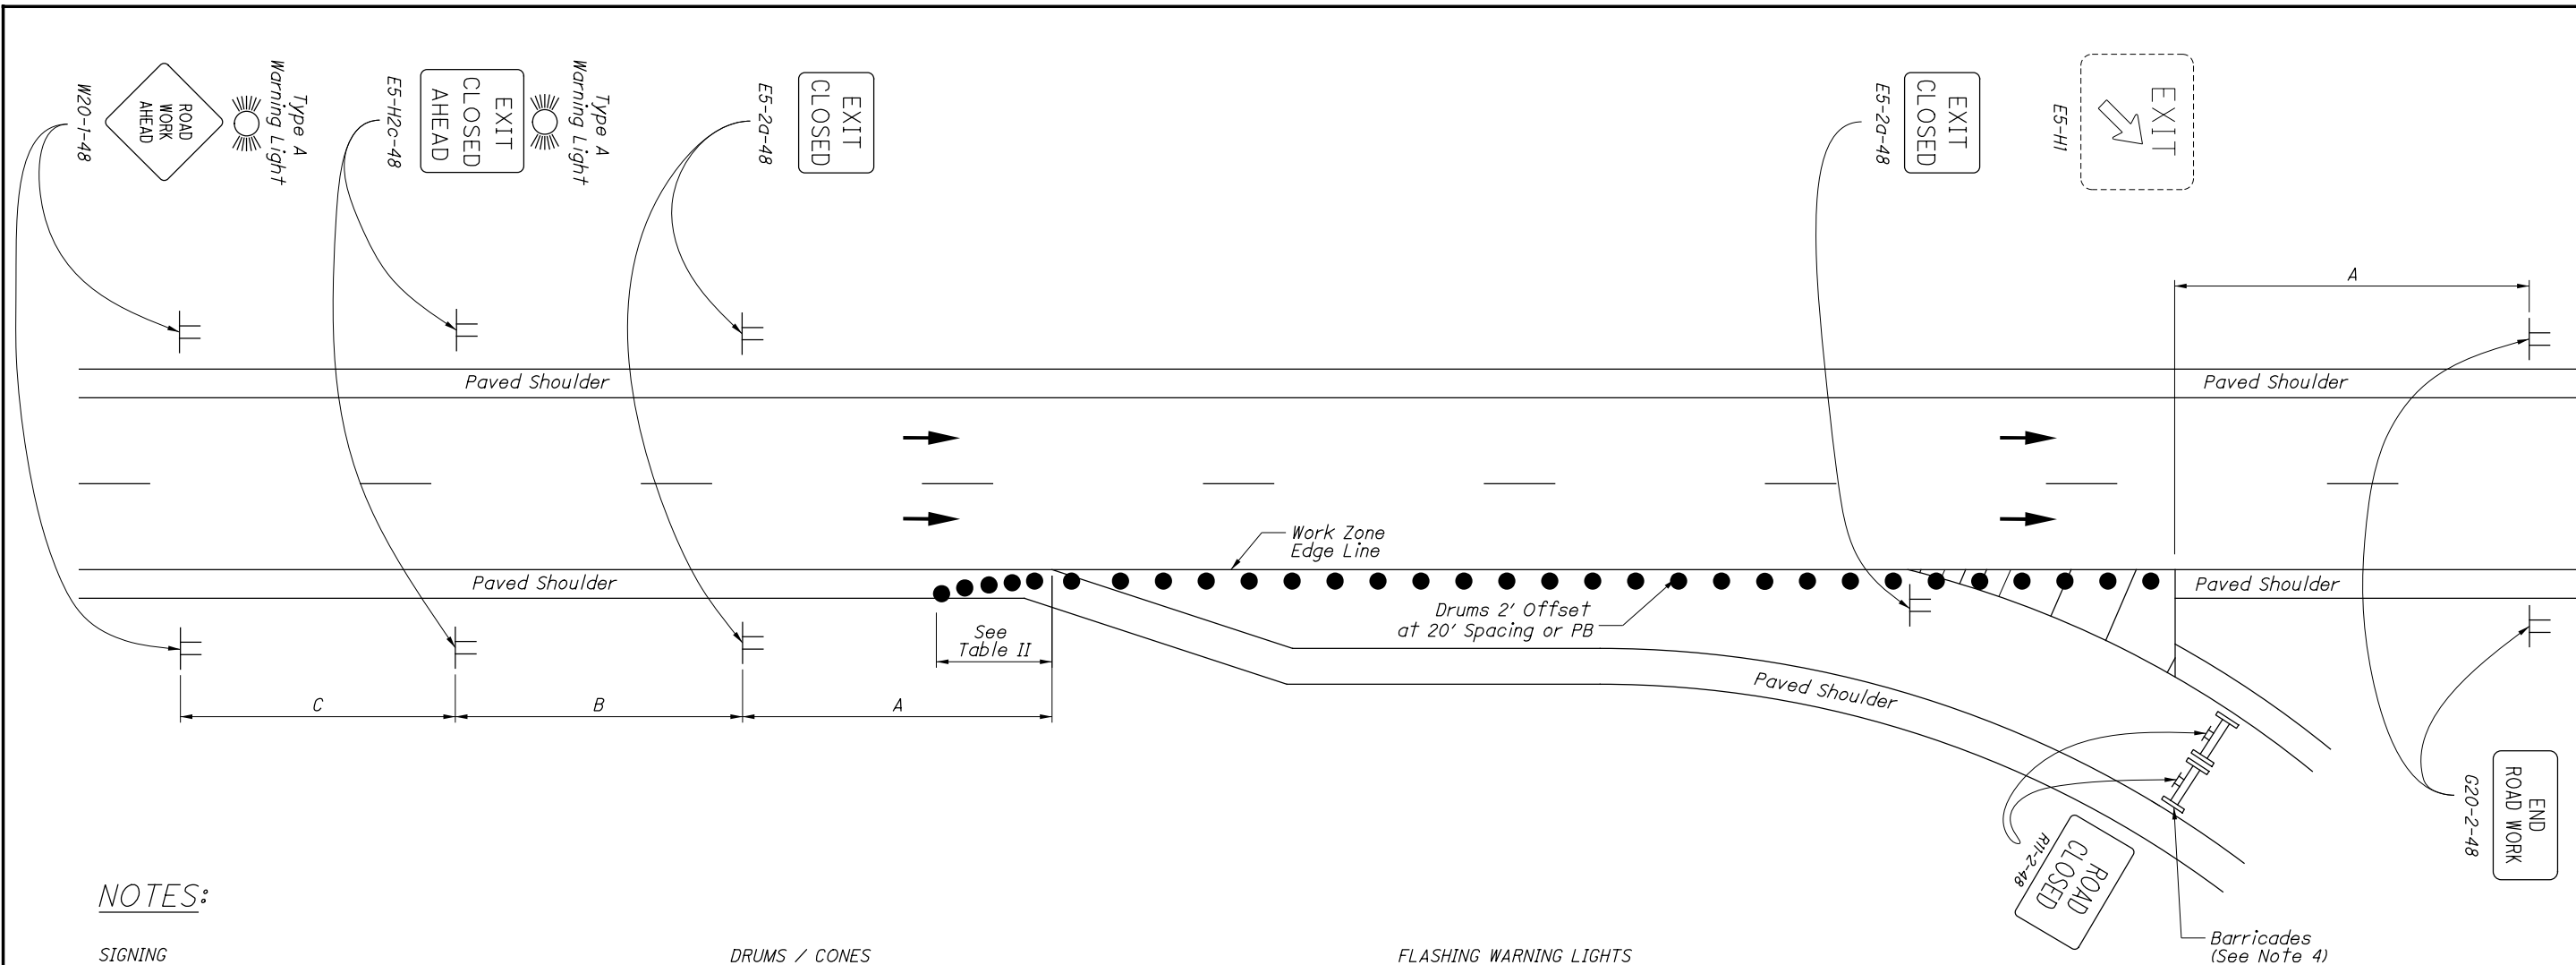 ROAD
WORK
AHEAD
W20-1-48
Type A
Warning Light
EXIT
CLOSED
AHEAD
E5-H2c-48
Type A
Warning Light
EXIT
CLOSED
E5-2a-48
EXIT
CLOSED
E5-2a-48
EXIT
E5-H1
A
Paved Shoulder
Paved Shoulder
Work Zone
Edge Line
Paved Shoulder
Paved Shoulder
See
Table II
Drums 2' Offset
at 20' Spacing or PB
Paved Shoulder
C
B
A
ROAD
CLOSED
R11-2-48
END
ROAD WORK
G20-2-48
Barricades
(See Note 4)
NOTES:
SIGNING
DRUMS / CONES
FLASHING WARNING LIGHTS